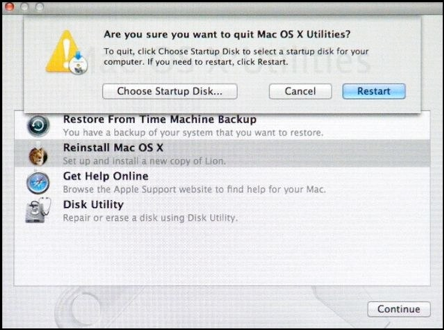 Are you sure you want to quit Mac OS X Utilities?
To quit, click Choose Startup Disk to select a startup disk for your
computer. If you need to restart, click Restart.
Choose Startup Disk...
Cancel
Restart
Mac OS X Utilities
Restore From Time Machine Backup
You have a backup of your system that you want to restore.
Reinstall Mac OS X
Set up and install a new copy of Lion.
Get Help Online
Browse the Apple Support website to find help for your Mac.
Disk Utility
Repair or erase a disk using Disk Utility.
Continue